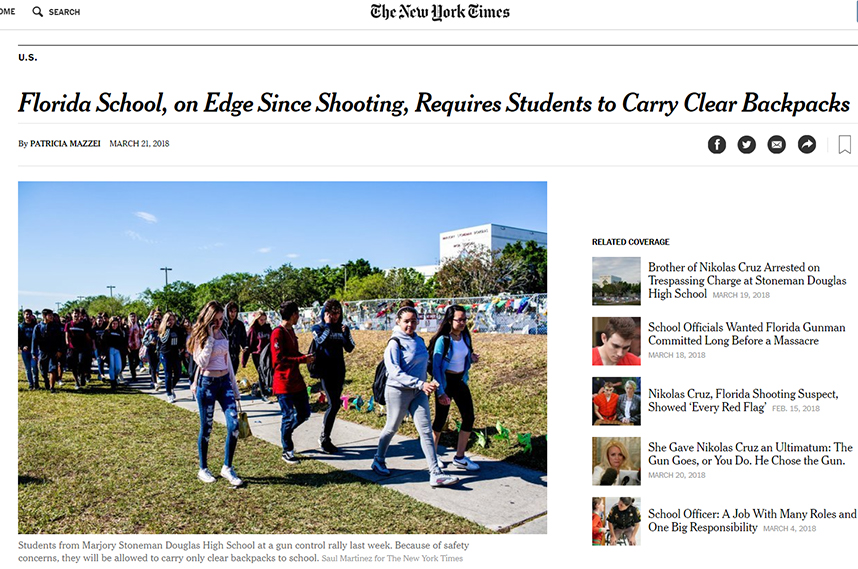 OME SEARCH The New York Times
U.S.
Florida School, on Edge Since Shooting, Requires Students to Carry Clear Backpacks
By PATRICIA MAZZEI MARCH 21, 2018
RELATED COVERAGE
Brother of Nikolas Cruz Arrested on
Trespassing Charge at Stoneman Douglas
High School MARCH 19, 2018
School Officials Wanted Florida Gunman
Committed Long Before a Massacre
MARCH 18, 2018
Nikolas Cruz, Florida Shooting Suspect,
Showed ‘Every Red Flag’ FEB. 15, 2018
She Gave Nikolas Cruz an Ultimatum: The
Gun Goes, or You Do. He Chose the Gun.
MARCH 20, 2018
School Officer: A Job With Many Roles and
One Big Responsibility MARCH 4, 2018
Students from Marjory Stoneman Douglas High School at a gun control rally last week. Because of safety
concerns, they will be allowed to carry only clear backpacks to school. Saul Martinez for The New York Times